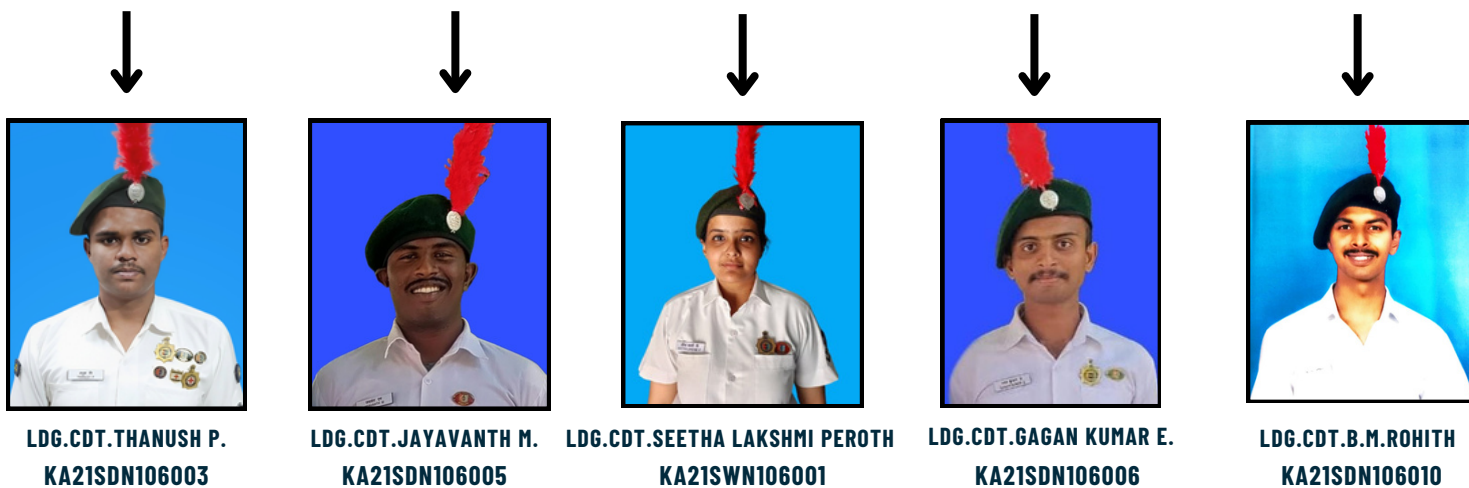 LDG.CDT.THANUSH P.
KA21SDN106003
LDG.CDT.JAYAVANTH M.
KA21SDN106005
LDG.CDT.SEETHA LAKSHMI PEROTH
KA21SWN106001
LDG.CDT.GAGAN KUMAR E.
KA21SDN106006
LDG.CDT.B.M.ROHITH
KA21SDN106010